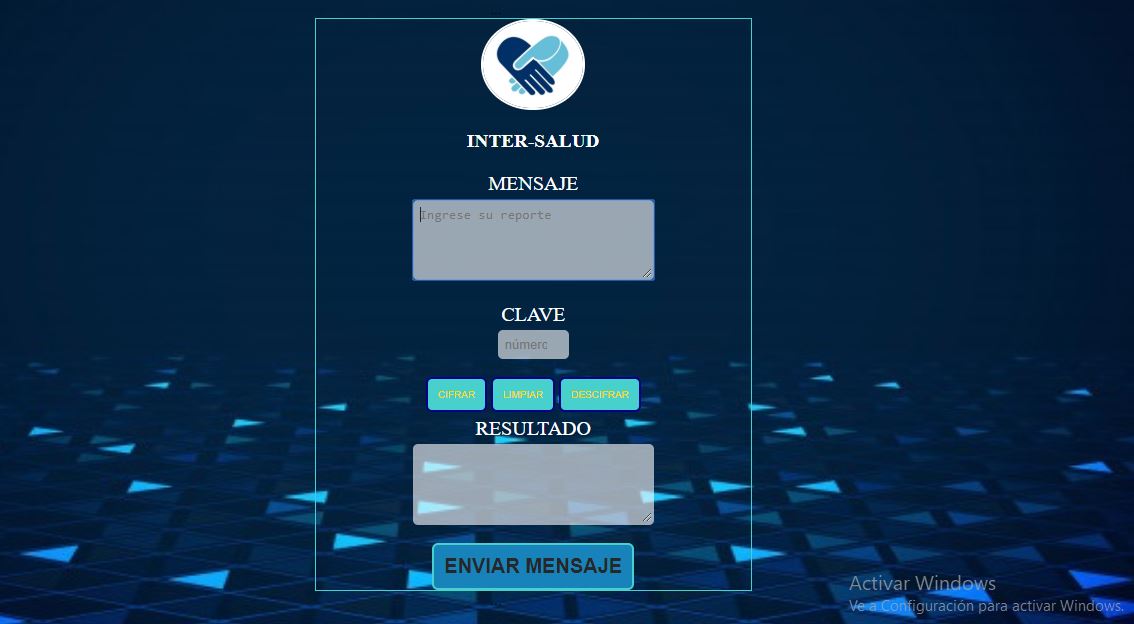 INTER-SALUD
MENSAJE
Ingrese su reporte
CLAVE
número
CIFRAR LIMPIAR DESCIFRAR
RESULTADO
ENVIAR MENSAJE
Activar Windows
Ve a Configuración para activar Windows.